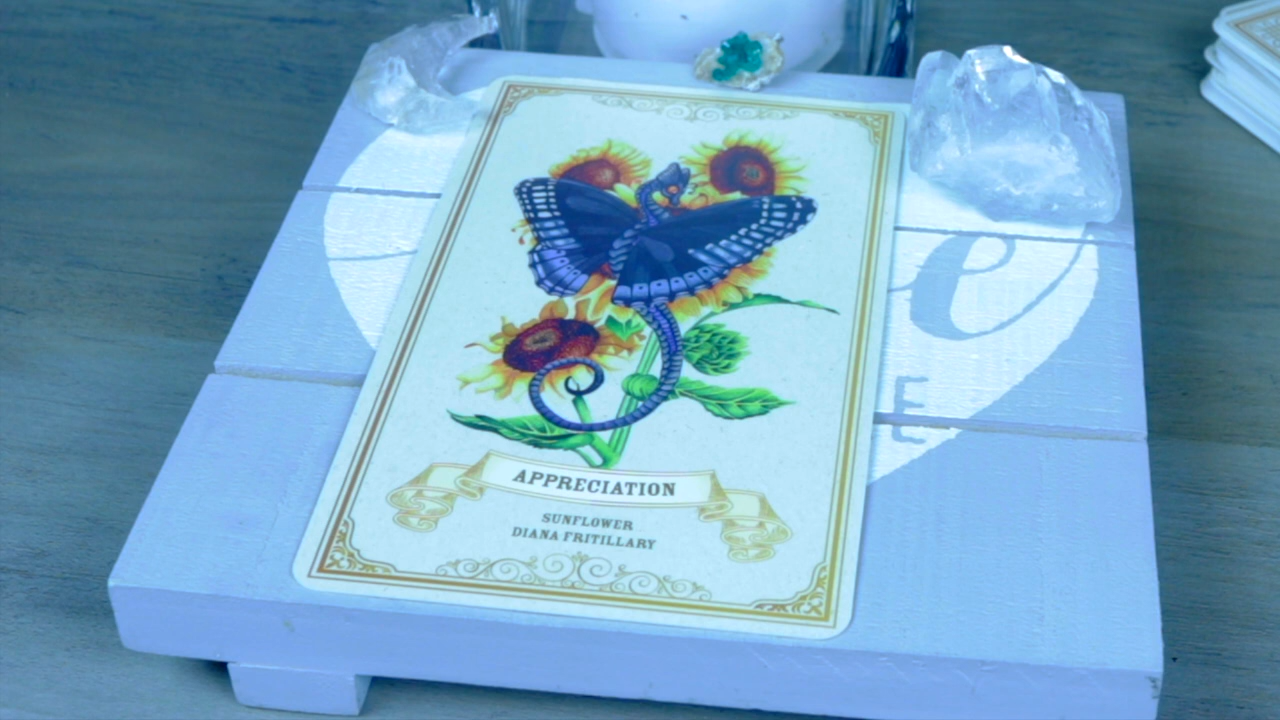 APPRECIATION
SUNFLOWER
DIANA FRITILLARY
e
E